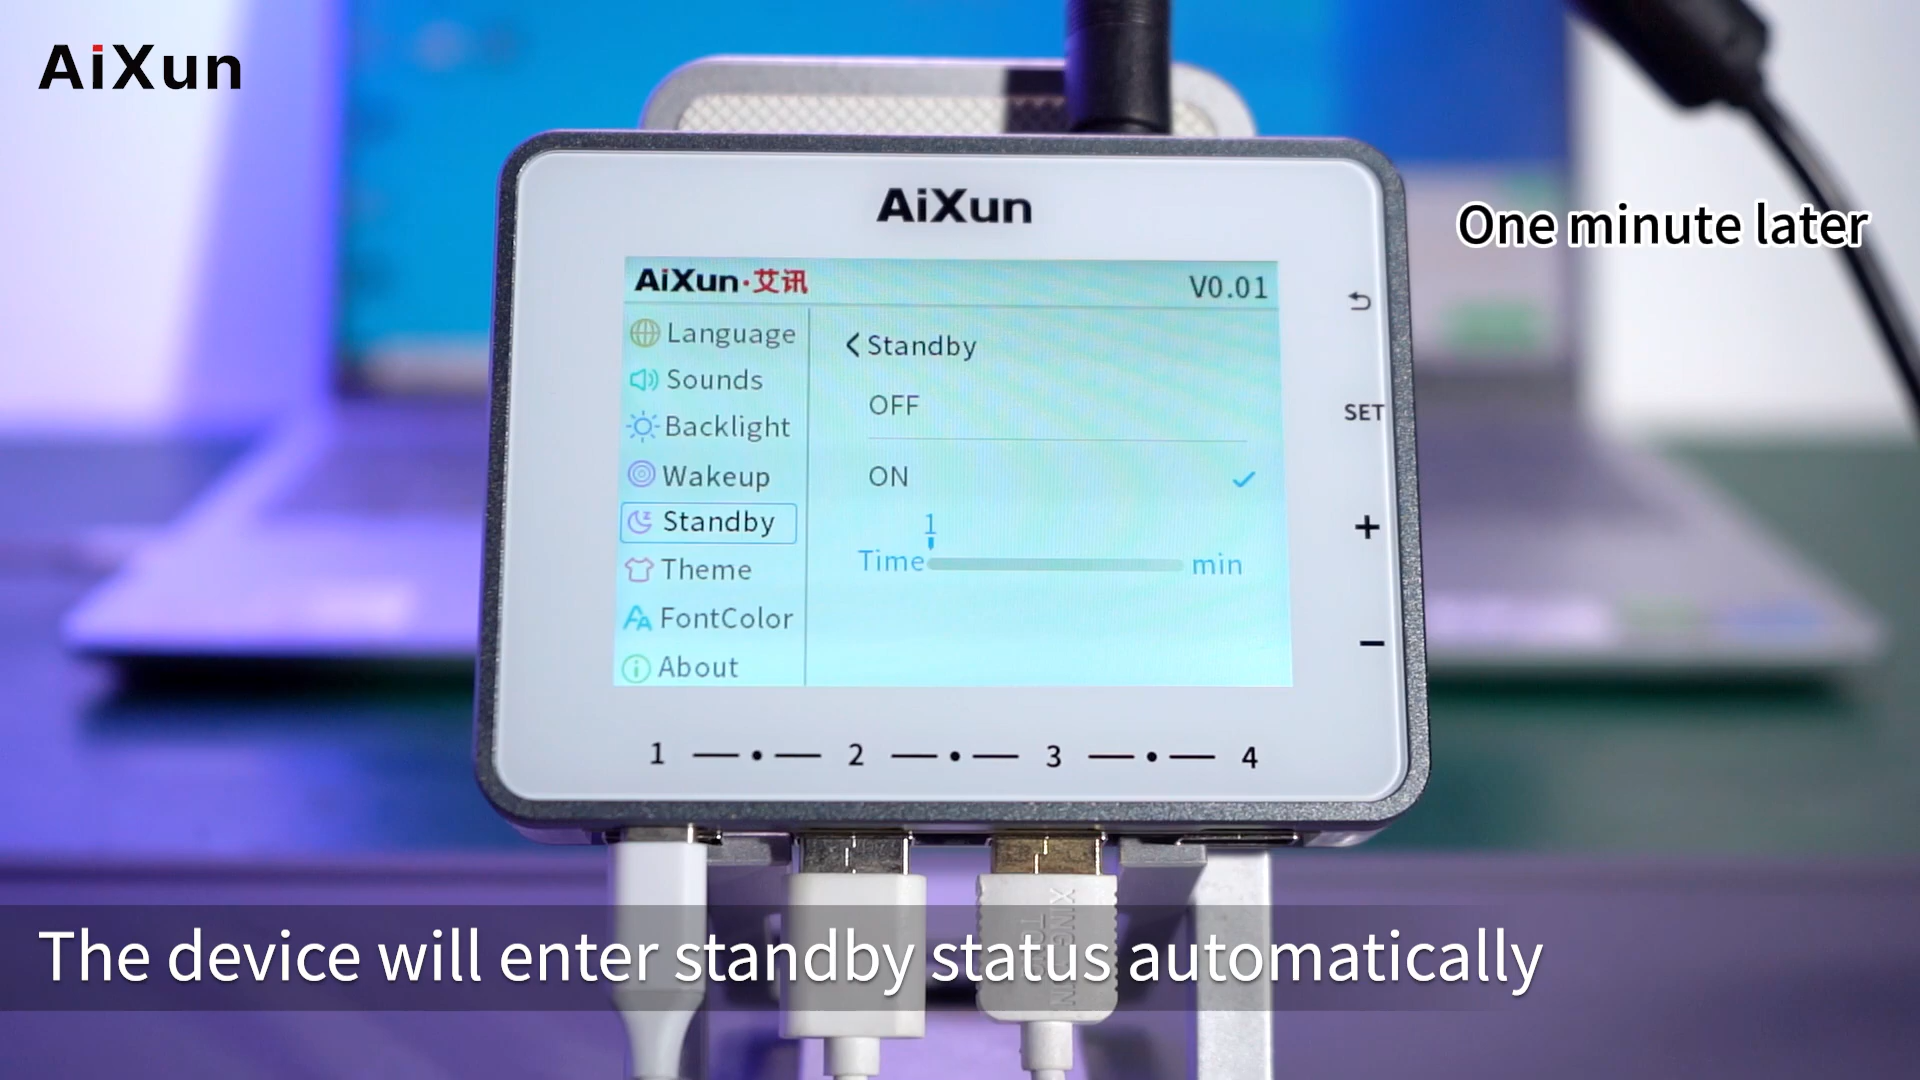 AiXun
One minute later
AiXun
AiXun·艾讯
V0.01
Language
Sounds
Backlight
Wakeup
Standby
Theme
FontColor
About
Standby
OFF
ON
1
Time
min
SET
+
−
1 — • — 2 — • — 3 — • — 4
The device will enter standby status automatically